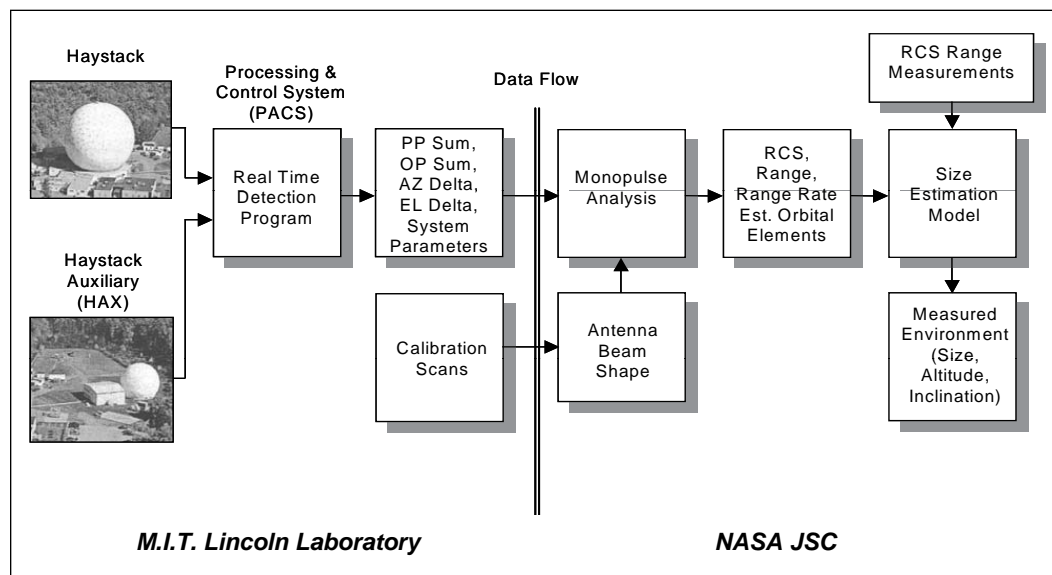 Haystack
Processing &
Control System
(PACS)
Data Flow
RCS Range
Measurements
Real Time
Detection
Program
PP Sum,
OP Sum,
AZ Delta,
EL Delta,
System
Parameters
Monopulse
Analysis
RCS,
Range,
Range Rate
Est. Orbital
Elements
Size
Estimation
Model
Haystack
Auxiliary
(HAX)
Calibration
Scans
Antenna
Beam
Shape
Measured
Environment
(Size,
Altitude,
Inclination)
M.I.T. Lincoln Laboratory
NASA JSC